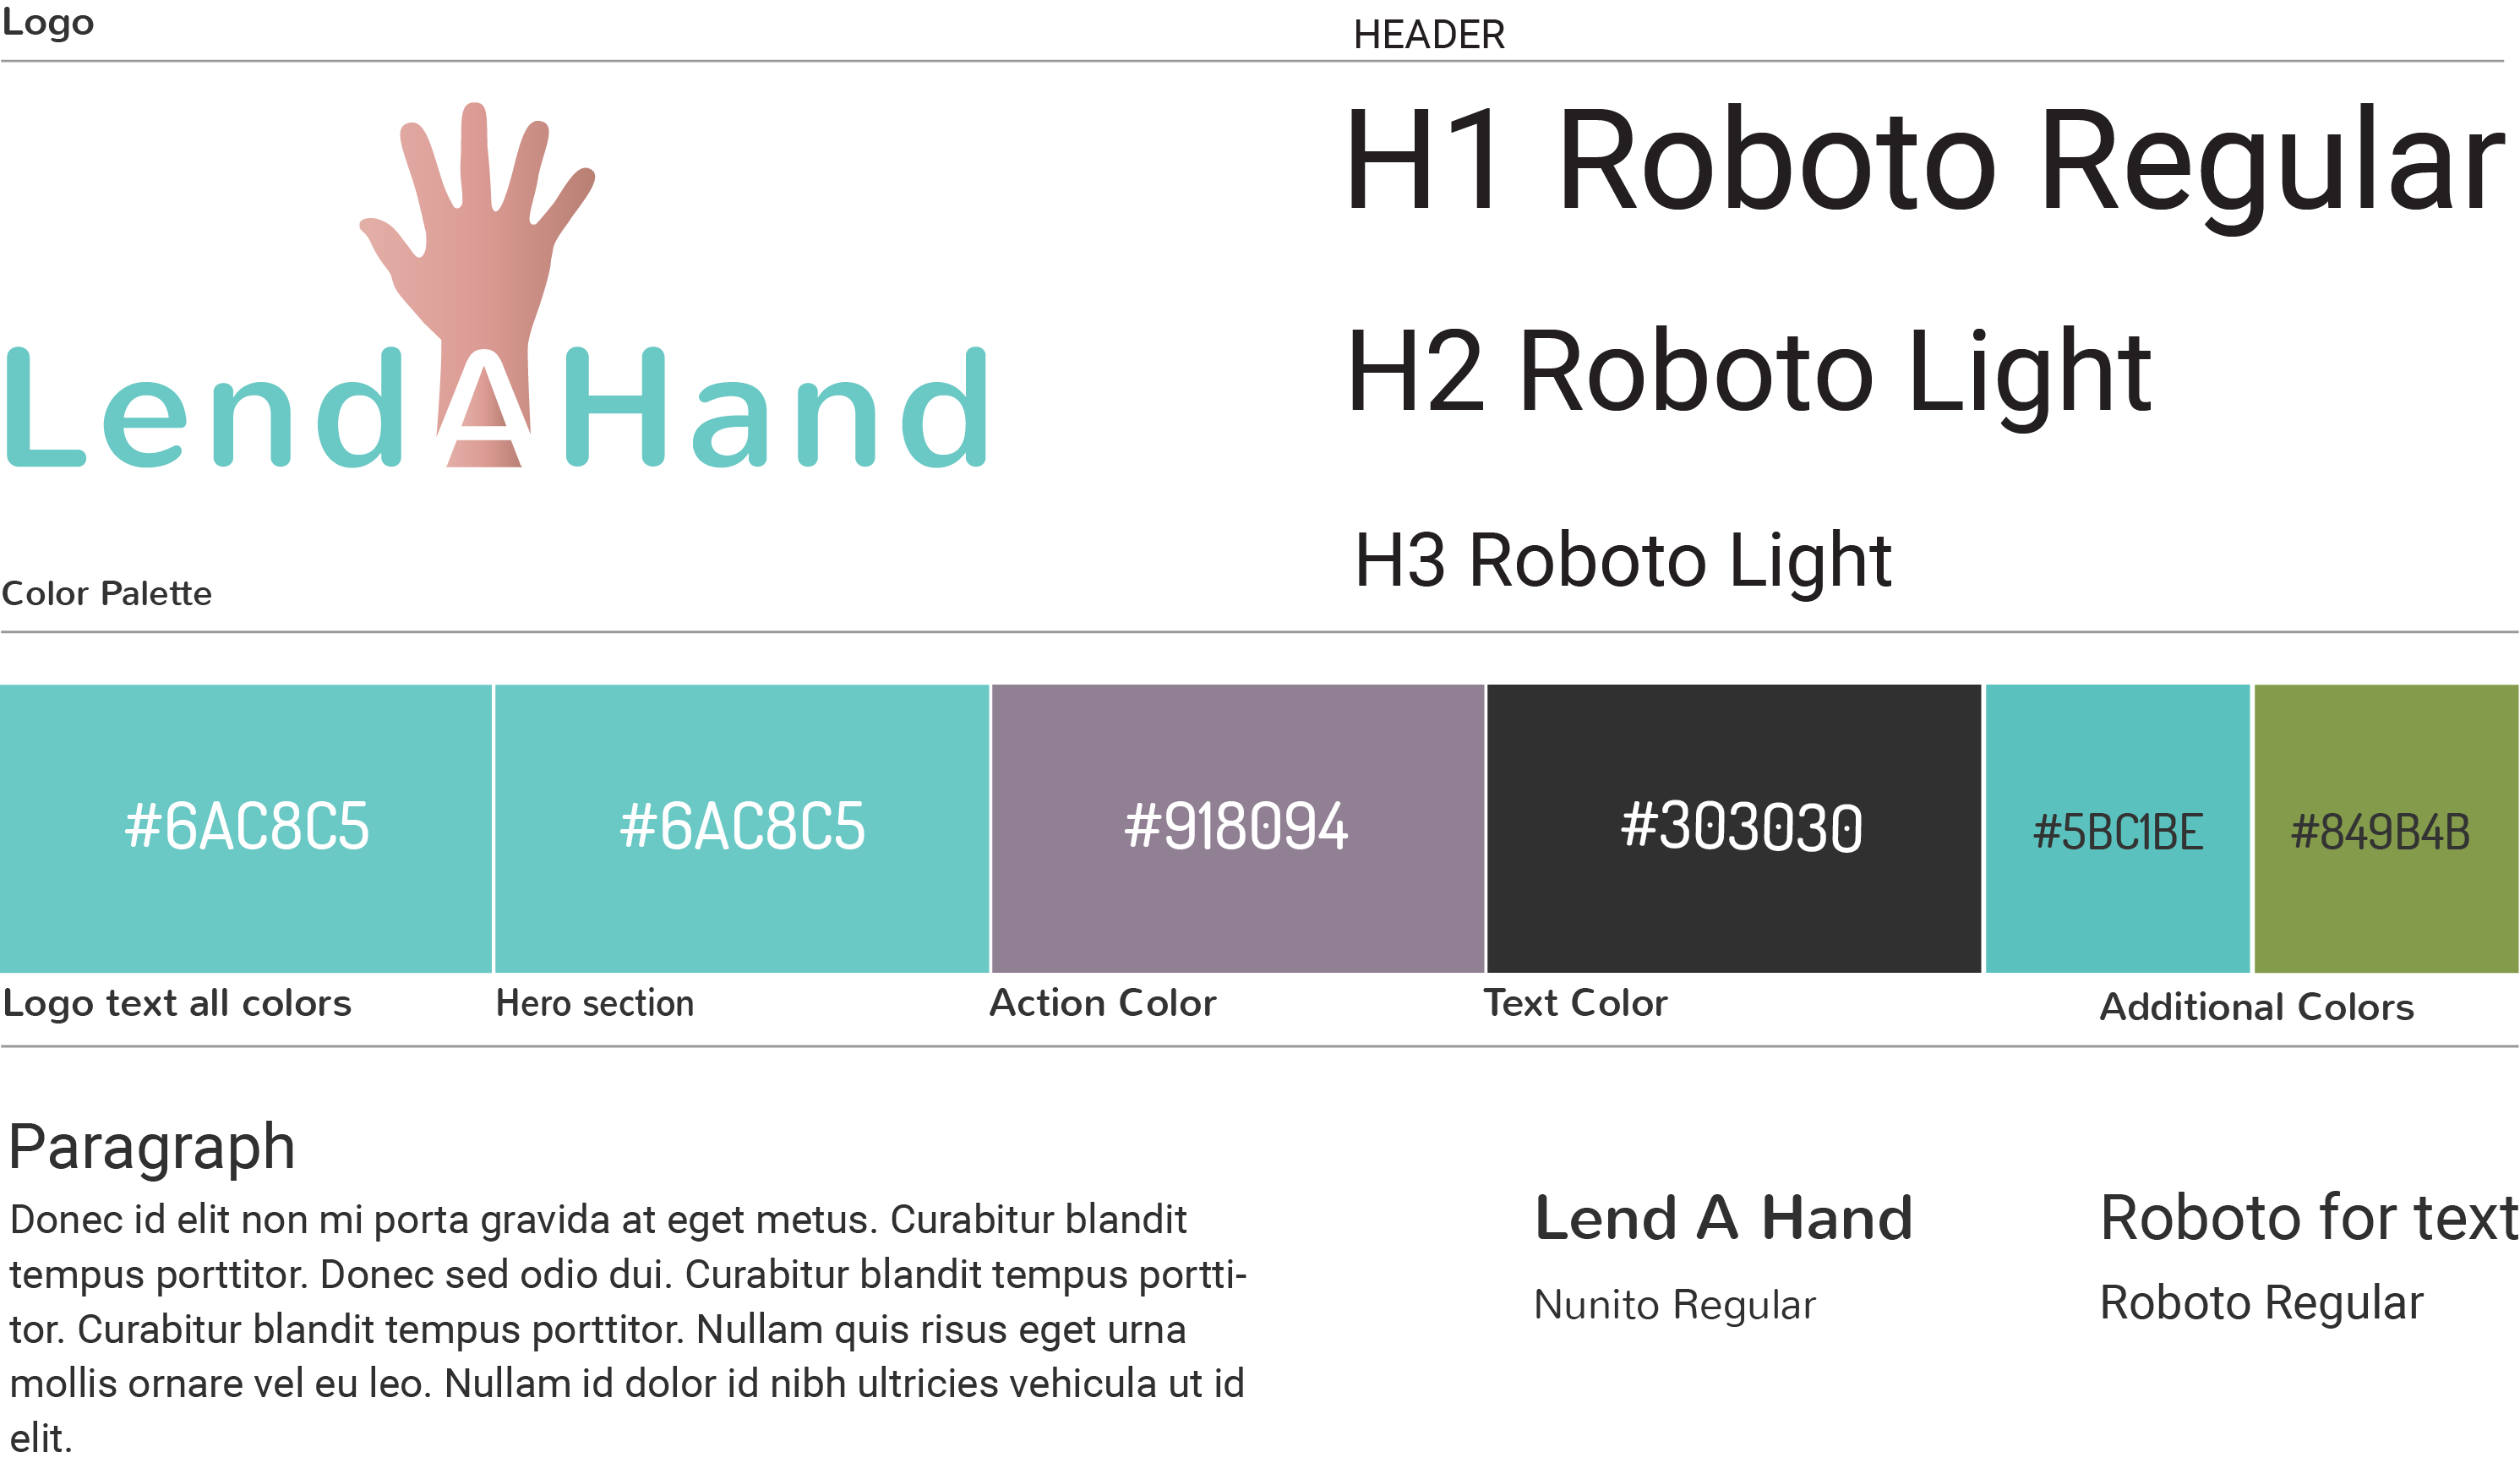 Logo
HEADER
Lend A Hand
H1 Roboto Regular
H2 Roboto Light
H3 Roboto Light
Color Palette
#6AC8C5
#6AC8C5
#918094
#303030
#5BC1BE
#849B4B
Logo text all colors
Hero section
Action Color
Text Color
Additional Colors
Paragraph
Donec id elit non mi porta gravida at eget metus. Curabitur blandit
tempus porttitor. Donec sed odio dui. Curabitur blandit tempus portti-
tor. Curabitur blandit tempus porttitor. Nullam quis risus eget urna
mollis ornare vel eu leo. Nullam id dolor id nibh ultricies vehicula ut id
elit.
Lend A Hand
Nunito Regular
Roboto for text
Roboto Regular